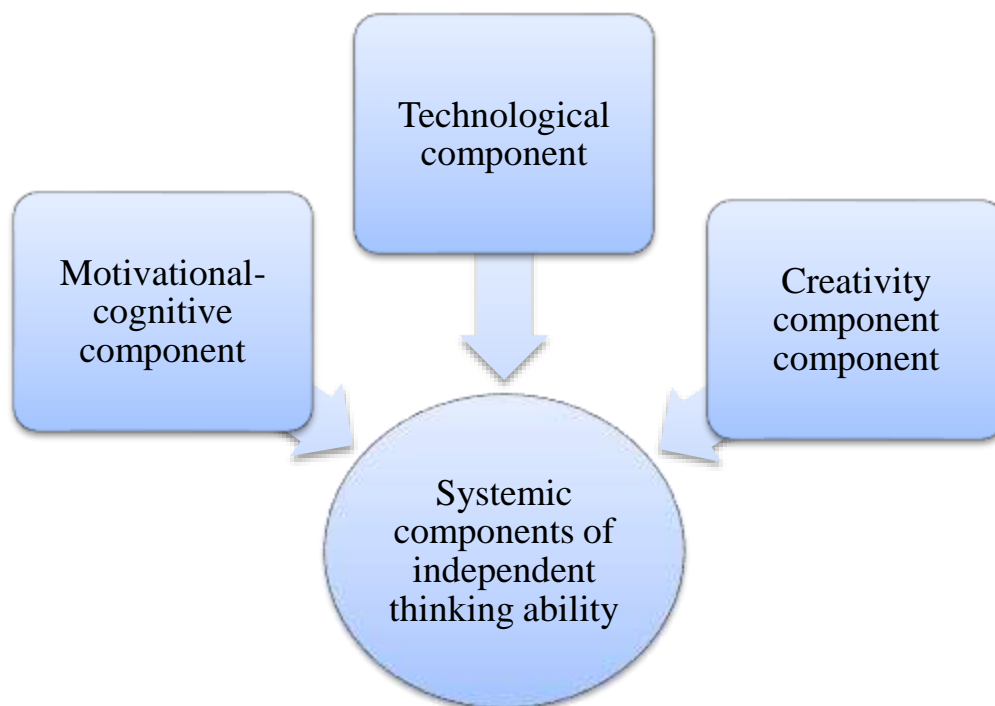 Technological
component
Motivational-
cognitive
component
Creativity
component
component
Systemic
components of
independent
thinking ability